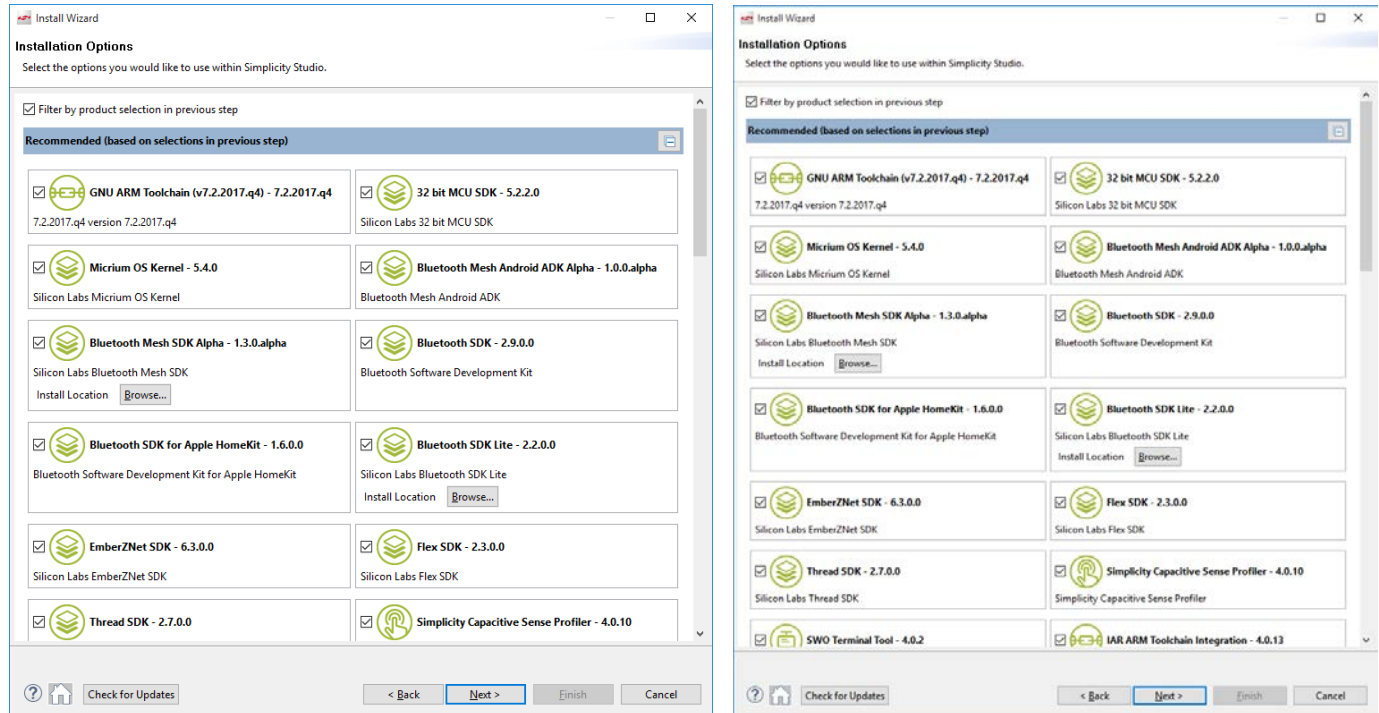 Install Wizard
Installation Options
Select the options you would like to use within Simplicity Studio.
Filter by product selection in previous step
Recommended (based on selections in previous step)
GNU ARM Toolchain (v7.2.2017.q4) - 7.2.2017.q4
7.2.2017.q4 version 7.2.2017.q4
32 bit MCU SDK - 5.2.2.0
Silicon Labs 32 bit MCU SDK
Micrium OS Kernel - 5.4.0
Silicon Labs Micrium OS Kernel
Bluetooth Mesh Android ADK Alpha - 1.0.0.alpha
Bluetooth Mesh Android ADK
Bluetooth Mesh SDK Alpha - 1.3.0.alpha
Silicon Labs Bluetooth Mesh SDK
Install Location Browse...
Bluetooth SDK - 2.9.0.0
Bluetooth Software Development Kit
Bluetooth SDK for Apple HomeKit - 1.6.0.0
Bluetooth Software Development Kit for Apple HomeKit
Bluetooth SDK Lite - 2.2.0.0
Silicon Labs Bluetooth SDK Lite
Install Location Browse...
EmberZNet SDK - 6.3.0.0
Silicon Labs EmberZNet SDK
Flex SDK - 2.3.0.0
Silicon Labs Flex SDK
Thread SDK - 2.7.0.0
Simplicity Capacitive Sense Profiler - 4.0.10
? Check for Updates < Back Next > Finish Cancel
Install Wizard
Installation Options
Select the options you would like to use within Simplicity Studio.
Filter by product selection in previous step
Recommended (based on selections in previous step)
GNU ARM Toolchain (v7.2.2017.q4) - 7.2.2017.q4
7.2.2017.q4 version 7.2.2017.q4
32 bit MCU SDK - 5.2.2.0
Silicon Labs 32 bit MCU SDK
Micrium OS Kernel - 5.4.0
Silicon Labs Micrium OS Kernel
Bluetooth Mesh Android ADK Alpha - 1.0.0.alpha
Bluetooth Mesh Android ADK
Bluetooth Mesh SDK Alpha - 1.3.0.alpha
Silicon Labs Bluetooth Mesh SDK
Install Location Browse...
Bluetooth SDK - 2.9.0.0
Bluetooth Software Development Kit
Bluetooth SDK for Apple HomeKit - 1.6.0.0
Bluetooth Software Development Kit for Apple HomeKit
Bluetooth SDK Lite - 2.2.0.0
Silicon Labs Bluetooth SDK Lite
Install Location Browse...
EmberZNet SDK - 6.3.0.0
Silicon Labs EmberZNet SDK
Flex SDK - 2.3.0.0
Silicon Labs Flex SDK
Thread SDK - 2.7.0.0
Silicon Labs Thread SDK
Simplicity Capacitive Sense Profiler - 4.0.10
Simplicity Capacitive Sense Profiler
SWO Terminal Tool - 4.0.2
IAR ARM Toolchain Integration - 4.0.13
? Check for Updates < Back Next > Finish Cancel